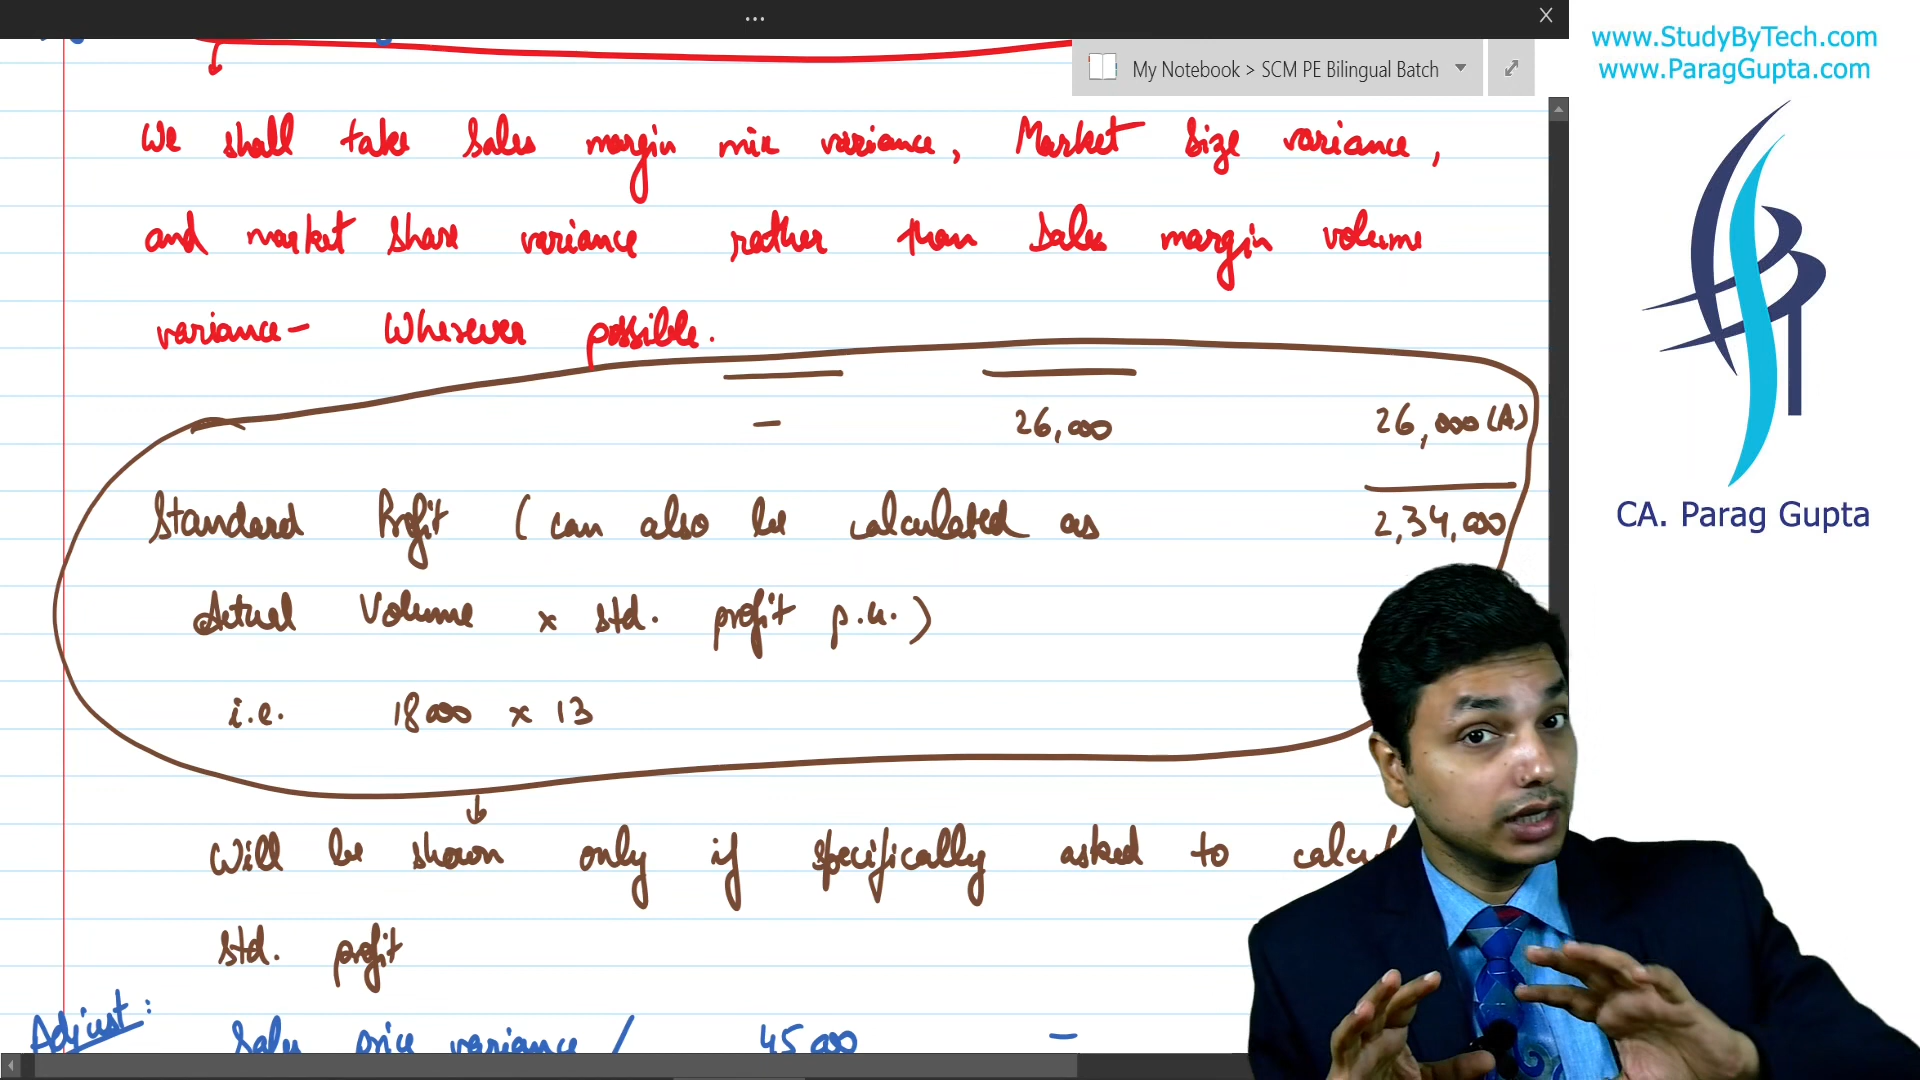 ...
X
My Notebook > SCM PE Bilingual Batch
www.StudyByTech.com
www.ParagGupta.com
We shall take Sales margin mix variance, Market Size variance,
and market share variance rather than Sales margin volume
variance- Wherever possible.
- 26,000 26,000 (A)
Standard Profit (can also be calculated as 2,34,000
Actual Volume x std. profit p.u.)
i.e. 18000 x 13
Will be shown only if specifically asked to calcul
std. profit
Adjust: Sales price variance / 45000 -
CA. Parag Gupta